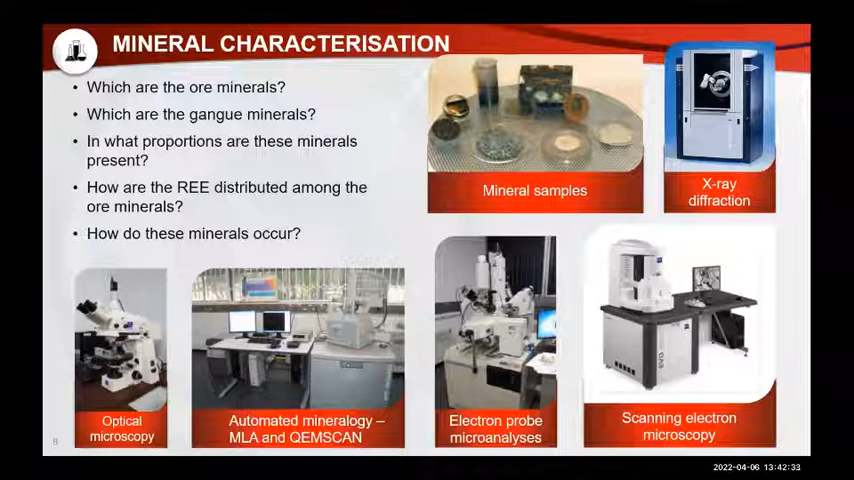 MINERAL CHARACTERISATION
• Which are the ore minerals?
• Which are the gangue minerals?
• In what proportions are these minerals
present?
• How are the REE distributed among the
ore minerals?
• How do these minerals occur?
Mineral samples
X-ray
diffraction
Optical
microscopy
Automated mineralogy –
MLA and QEMSCAN
Electron probe
microanalyses
Scanning electron
microscopy
8
2022-04-06 13:42:33